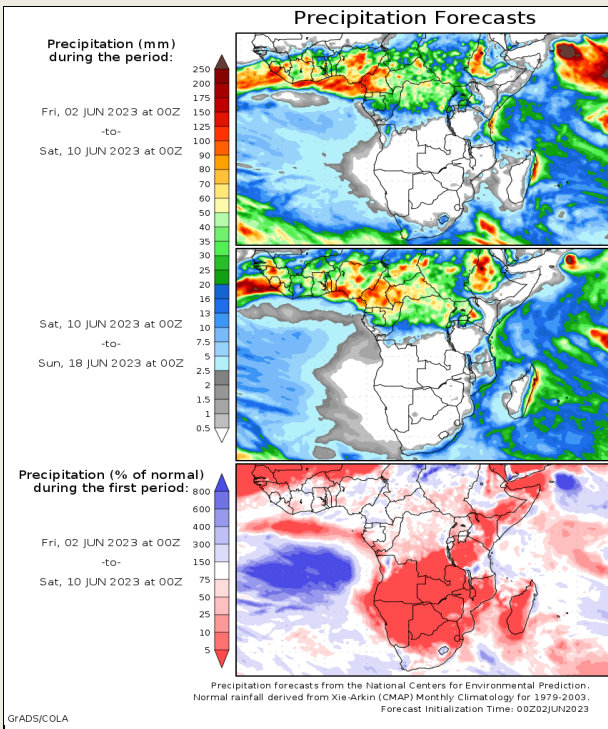 Precipitation Forecasts
Precipitation (mm)
during the period:
Fri, 02 JUN 2023 at 00Z
-to-
Sat, 10 JUN 2023 at 00Z
250
200
175
150
125
100
90
80
70
60
50
40
35
30
25
20
16
13
10
7.5
5
2.5
2
1.5
1
0.5
Sat, 10 JUN 2023 at 00Z
-to-
Sun, 18 JUN 2023 at 00Z
Precipitation (% of normal)
during the first period:
Fri, 02 JUN 2023 at 00Z
-to-
Sat, 10 JUN 2023 at 00Z
800
600
400
300
150
75
50
25
10
5
Precipitation forecasts from the National Centers for Environmental Prediction.
Normal rainfall derived from Xie-Arkin (CMAP) Monthly Climatology for 1979-2003.
Forecast Initialization Time: 00Z02JUN2023
GrADS/COLA